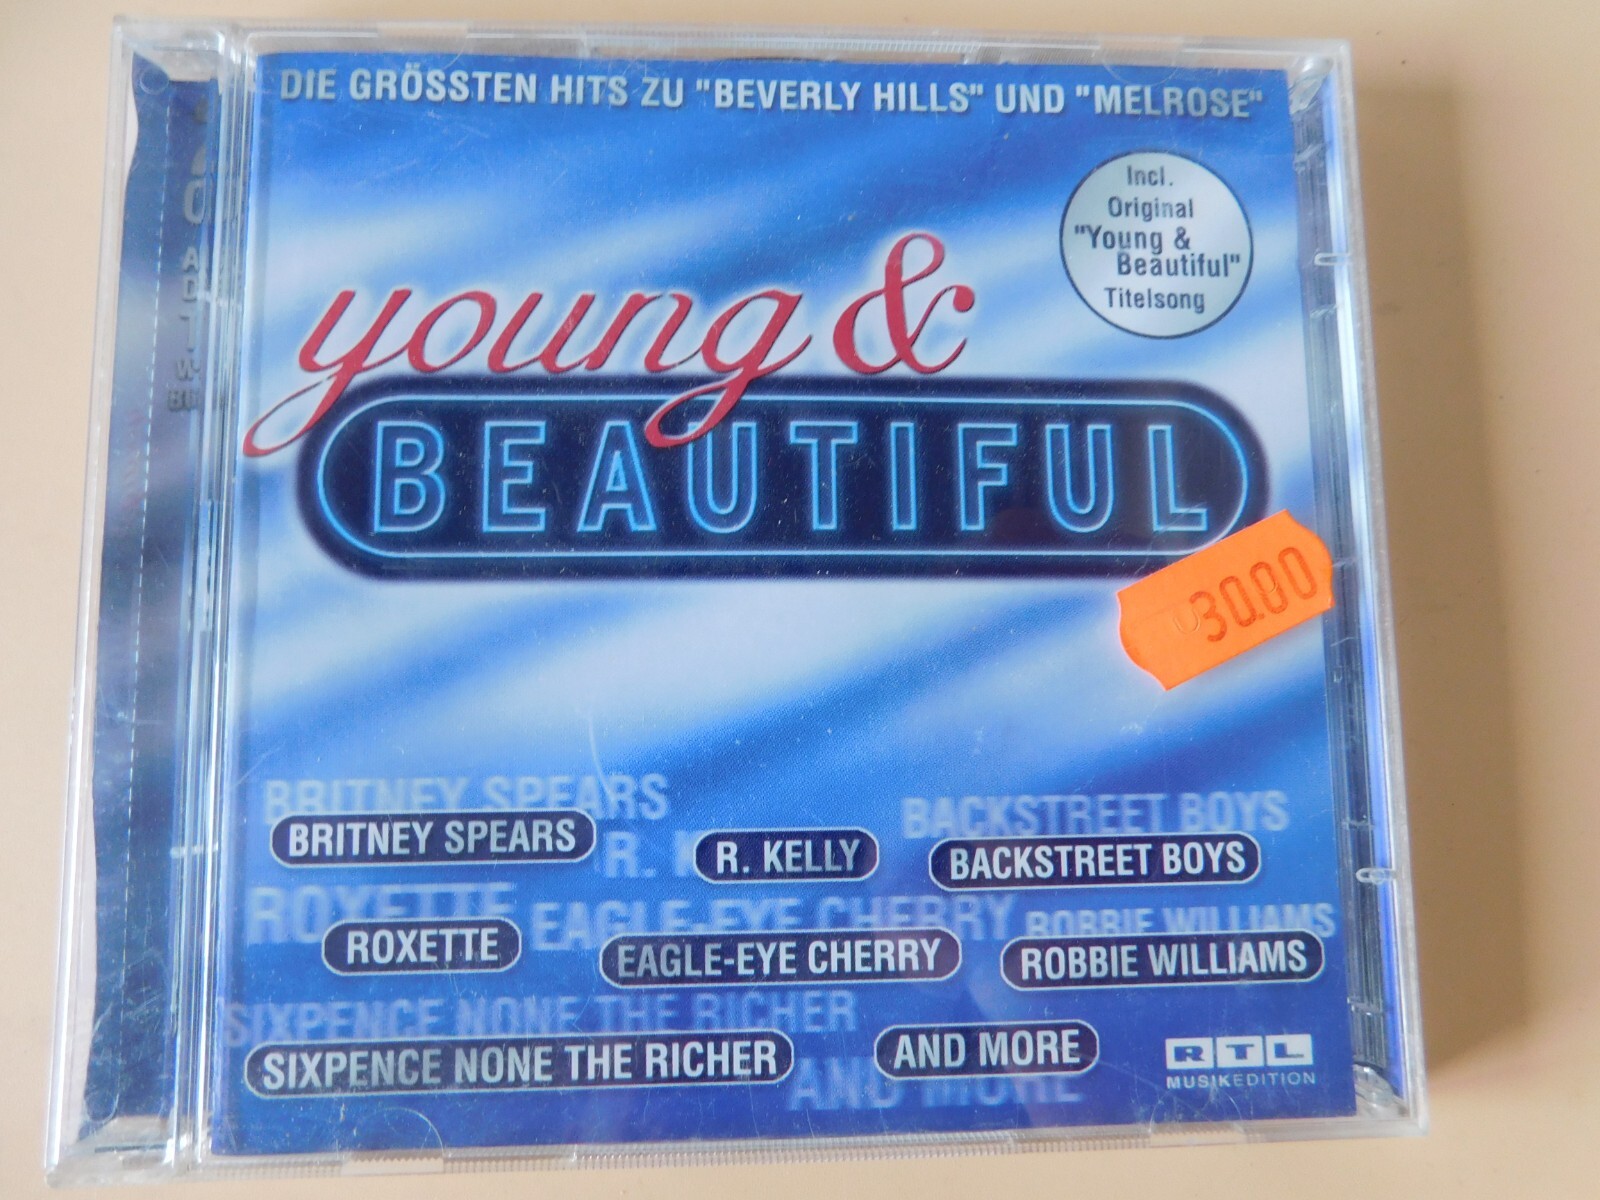 DIE GRÖSSTEN HITS ZU "BEVERLY HILLS" UND "MELROSE"
Incl.
Original
"Young &
Beautiful"
Titelsong
young &
BEAUTIFUL
30.00
BRITNEY SPEARS
BACKSTREET BOYS
BRITNEY SPEARS
R. KELLY
BACKSTREET BOYS
ROXETTE
EAGLE-EYE CHERRY
ROBBIE WILLIAMS
ROXETTE
EAGLE-EYE CHERRY
ROBBIE WILLIAMS
SIXPENCE NONE THE RICHER
SIXPENCE NONE THE RICHER
AND MORE
AND MORE
RTL
MUSIKEDITION